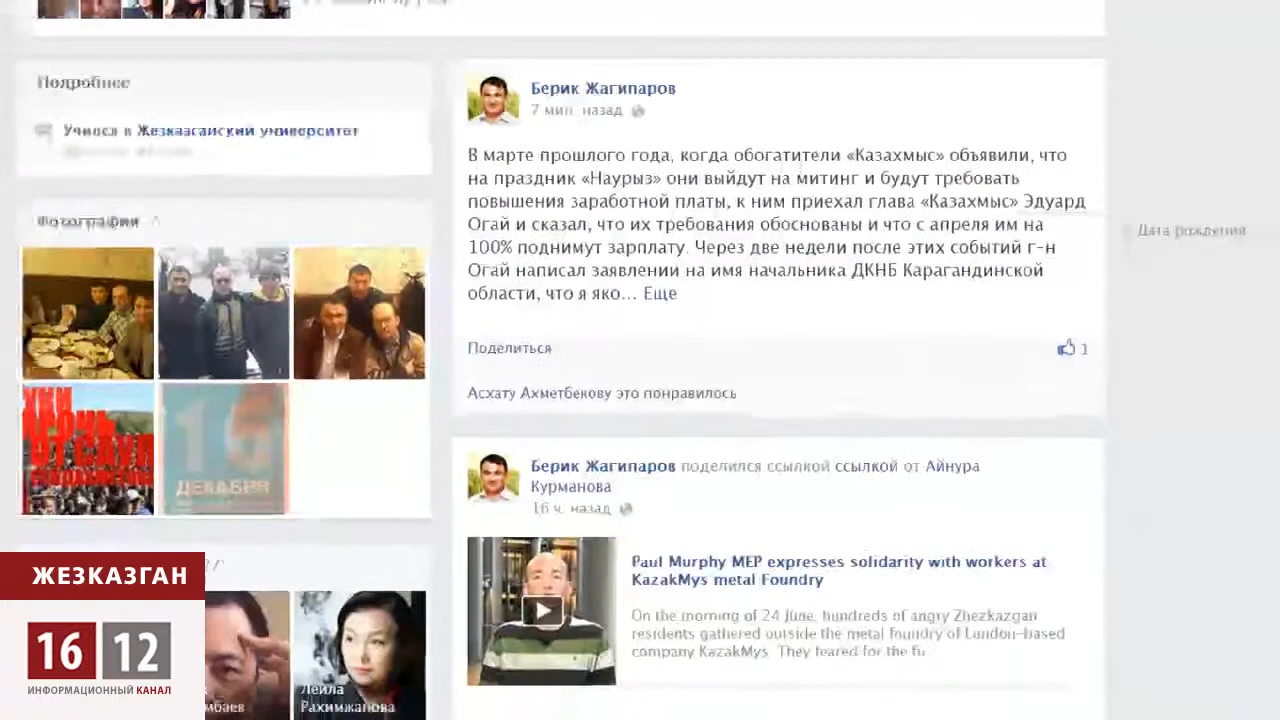 Подробнее
Учился в Жезказганский университет
Фотографии
16
ДЕКАБРЯ
Лейла
Рахимжанова
Берик Жагипаров
7 мин. назад
В марте прошлого года, когда обогатители «Казахмыс» объявили, что
на праздник «Наурыз» они выйдут на митинг и будут требовать
повышения заработной платы, к ним приехал глава «Казахмыс» Эдуард
Огай и сказал, что их требования обоснованы и что с апреля им на
100% поднимут зарплату. Через две недели после этих событий г-н
Огай написал заявлении на имя начальника ДКНБ Карагандинской
области, что я яко... Еще
Поделиться
1
Асхату Ахметбекову это понравилось
Берик Жагипаров поделился ссылкой ссылкой от Айнура
Курманова
16 ч. назад
Paul Murphy MEP expresses solidarity with workers at
KazakMys metal Foundry
On the morning of 24 June, hundreds of angry Zhezkazgan
residents gathered outside the metal foundry of London-based
company KazakMys. They feared for the fu
Дата рождения
ЖЕЗКАЗГАН
16 12
ИНФОРМАЦИОННЫЙ КАНАЛ